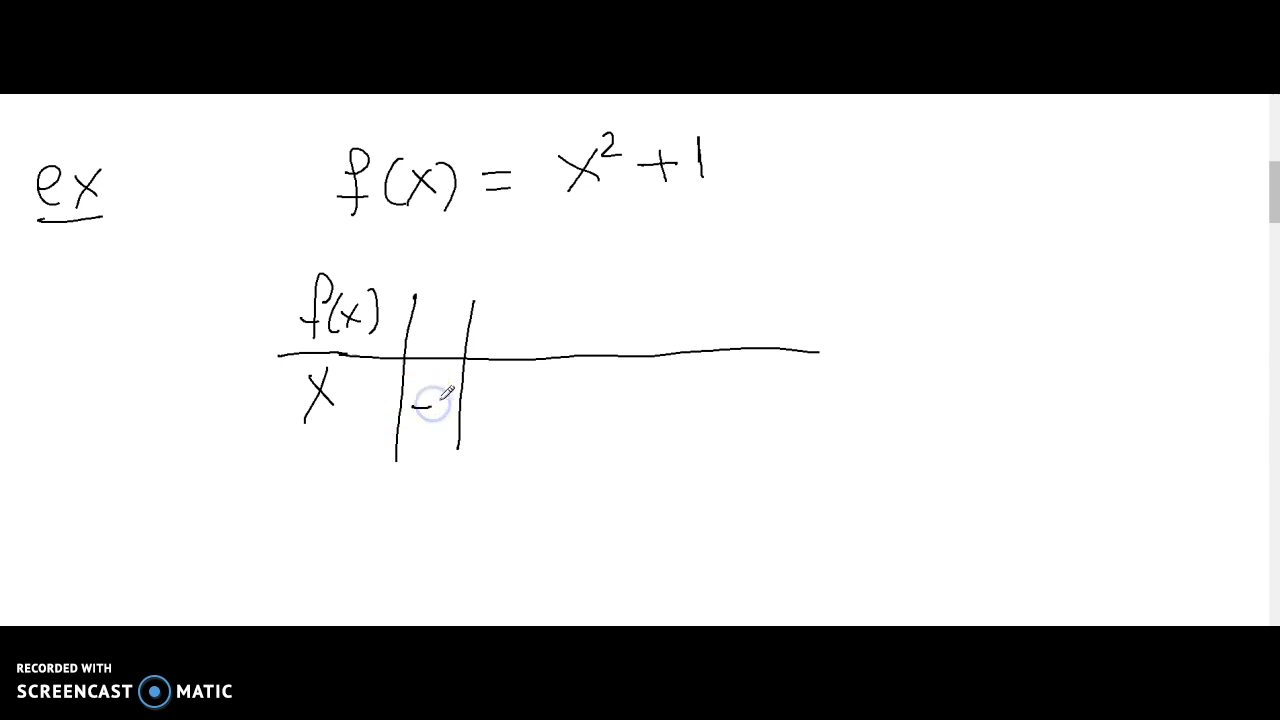 ex f(x) = x² + 1
f(x)
x -
RECORDED WITH
SCREENCAST MATIC